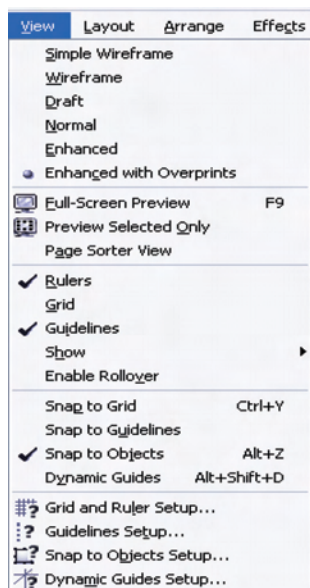 View Layout Arrange Effects
Simple Wireframe
Wireframe
Draft
Normal
Enhanced
Enhanced with Overprints
Full-Screen Preview F9
Preview Selected Only
Page Sorter View
Rulers
Grid
Guidelines
Show
Enable Rollover
Snap to Grid Ctrl+Y
Snap to Guidelines
Snap to Objects Alt+Z
Dynamic Guides Alt+Shift+D
Grid and Ruler Setup...
Guidelines Setup...
Snap to Objects Setup...
Dynamic Guides Setup...